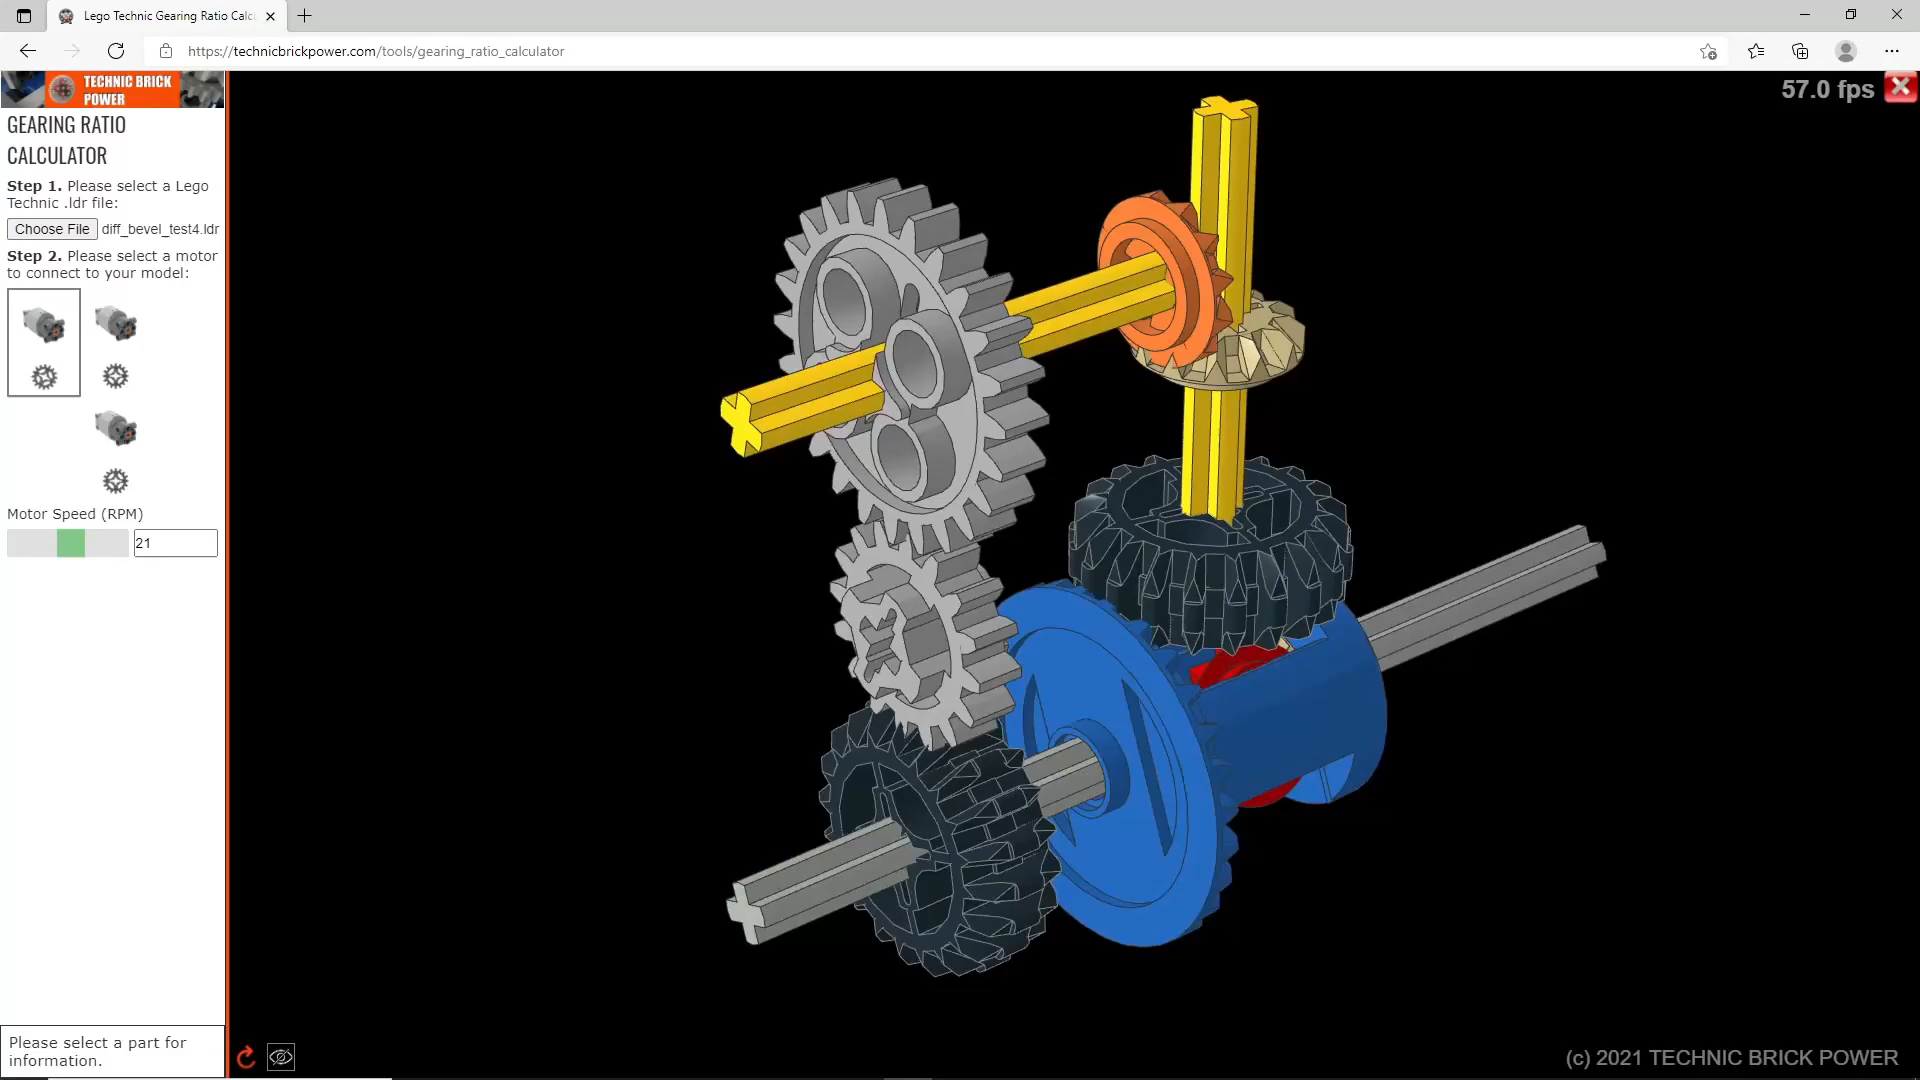 Lego Technic Gearing Ratio Calc
https://technicbrickpower.com/tools/gearing_ratio_calculator
TECHNIC BRICK
POWER
57.0 fps
GEARING RATIO
CALCULATOR
Step 1. Please select a Lego
Technic .ldr file:
Choose File diff_bevel_test4.ldr
Step 2. Please select a motor
to connect to your model:
Motor Speed (RPM)
21
Please select a part for
information.
(c) 2021 TECHNIC BRICK POWER